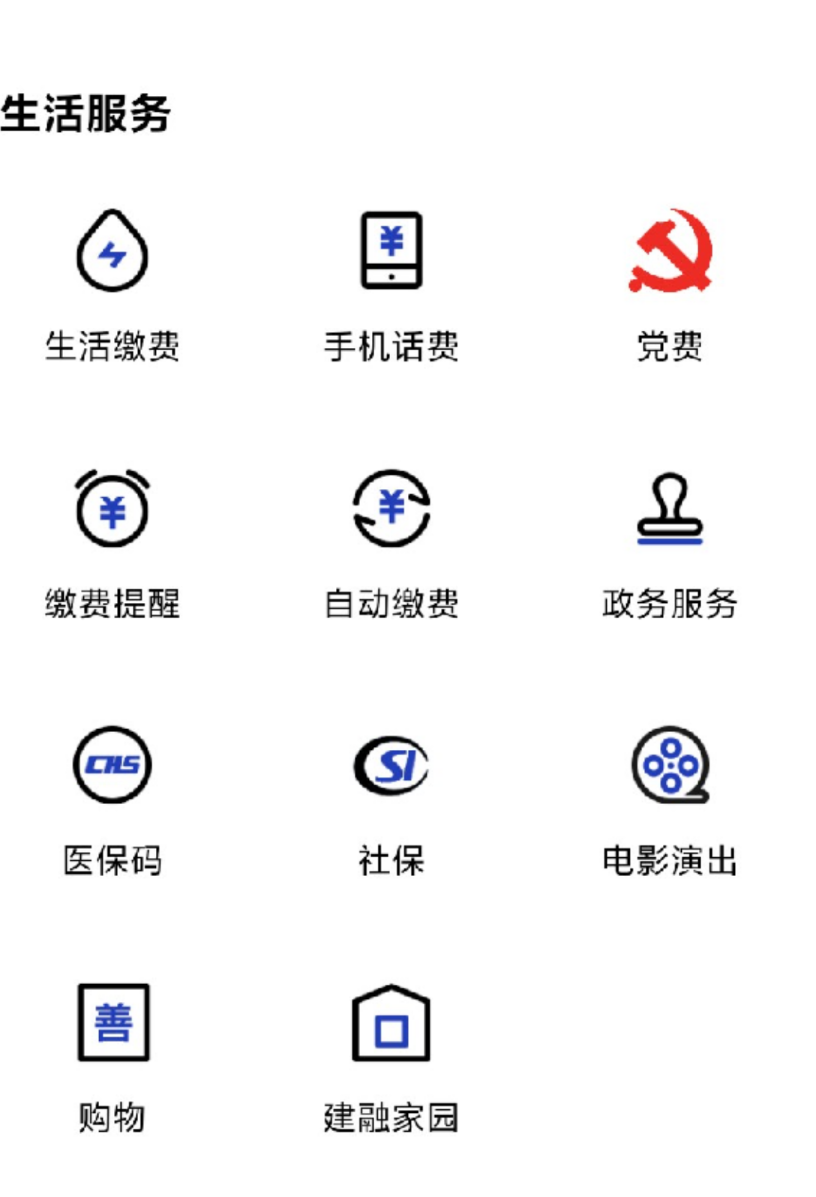 生活服务
¥
生活缴费 手机话费 党费
¥ ¥
缴费提醒 自动缴费 政务服务
CHS SI
医保码 社保 电影演出
善
购物 建融家园